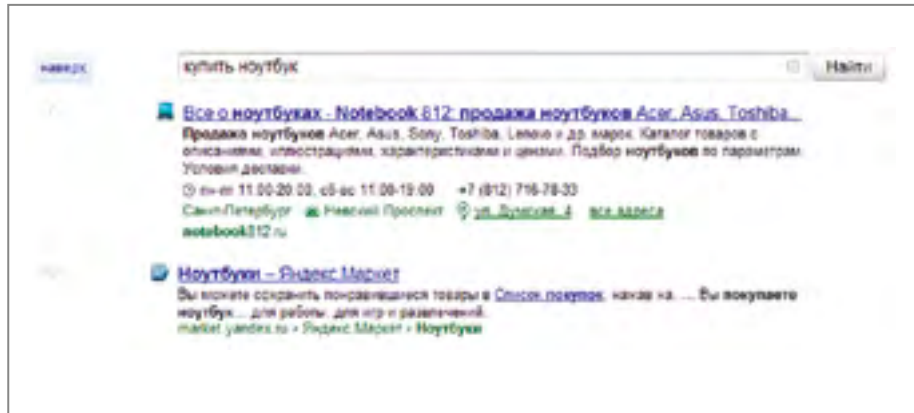 наверх
купить ноутбук
Найти
Все о ноутбуках - Notebook 812: продажа ноутбуков Acer, Asus, Toshiba...
Продажа ноутбуков Acer, Asus, Sony, Toshiba, Lenovo и др. марок. Каталог товаров с
описаниями, иллюстрациями, характеристиками и ценами. Подбор ноутбуков по параметрам.
Условия доставки.
пн-пт 11:00-20:00, сб-вс 11:00-19:00 +7 (812) 716-78-33
Санкт-Петербург Невский Проспект ул. Думская, 4 все адреса
notebook812.ru
Ноутбуки – Яндекс.Маркет
Вы можете сохранить понравившиеся товары в Список покупок, нажав на. ... Вы покупаете
ноутбук... для работы. для игр и развлечений.
market.yandex.ru › Яндекс.Маркет › Ноутбуки